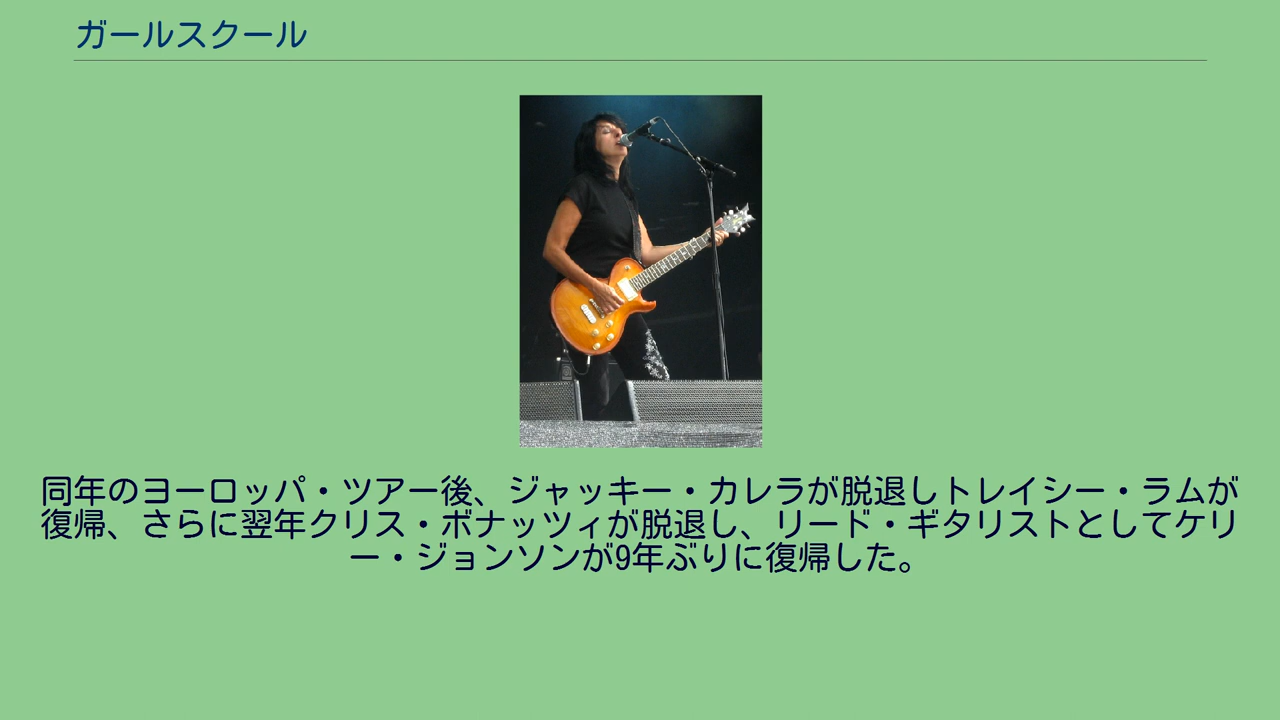 ガールスクール
同年のヨーロッパ・ツアー後、ジャッキー・カレラが脱退しトレイシー・ラムが
復帰、さらに翌年クリス・ボナッツィが脱退し、リード・ギタリストとしてケリ
ー・ジョンソンが9年ぶりに復帰した。